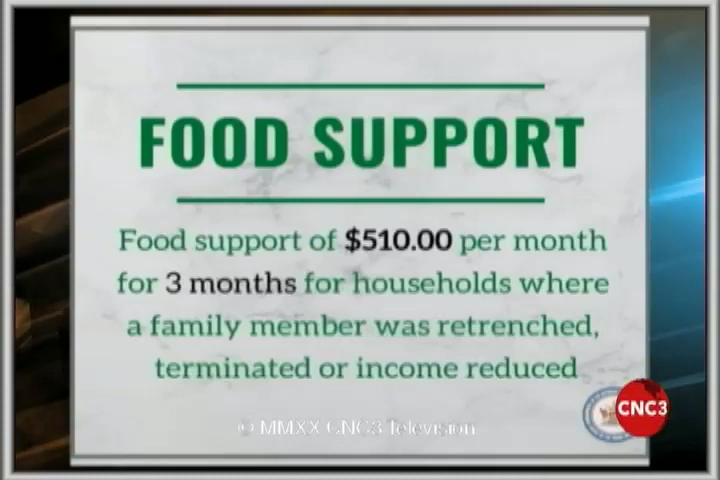 FOOD SUPPORT
Food support of $510.00 per month
for 3 months for households where
a family member was retrenched,
terminated or income reduced
CNC3
© MMXX CNC3 Television